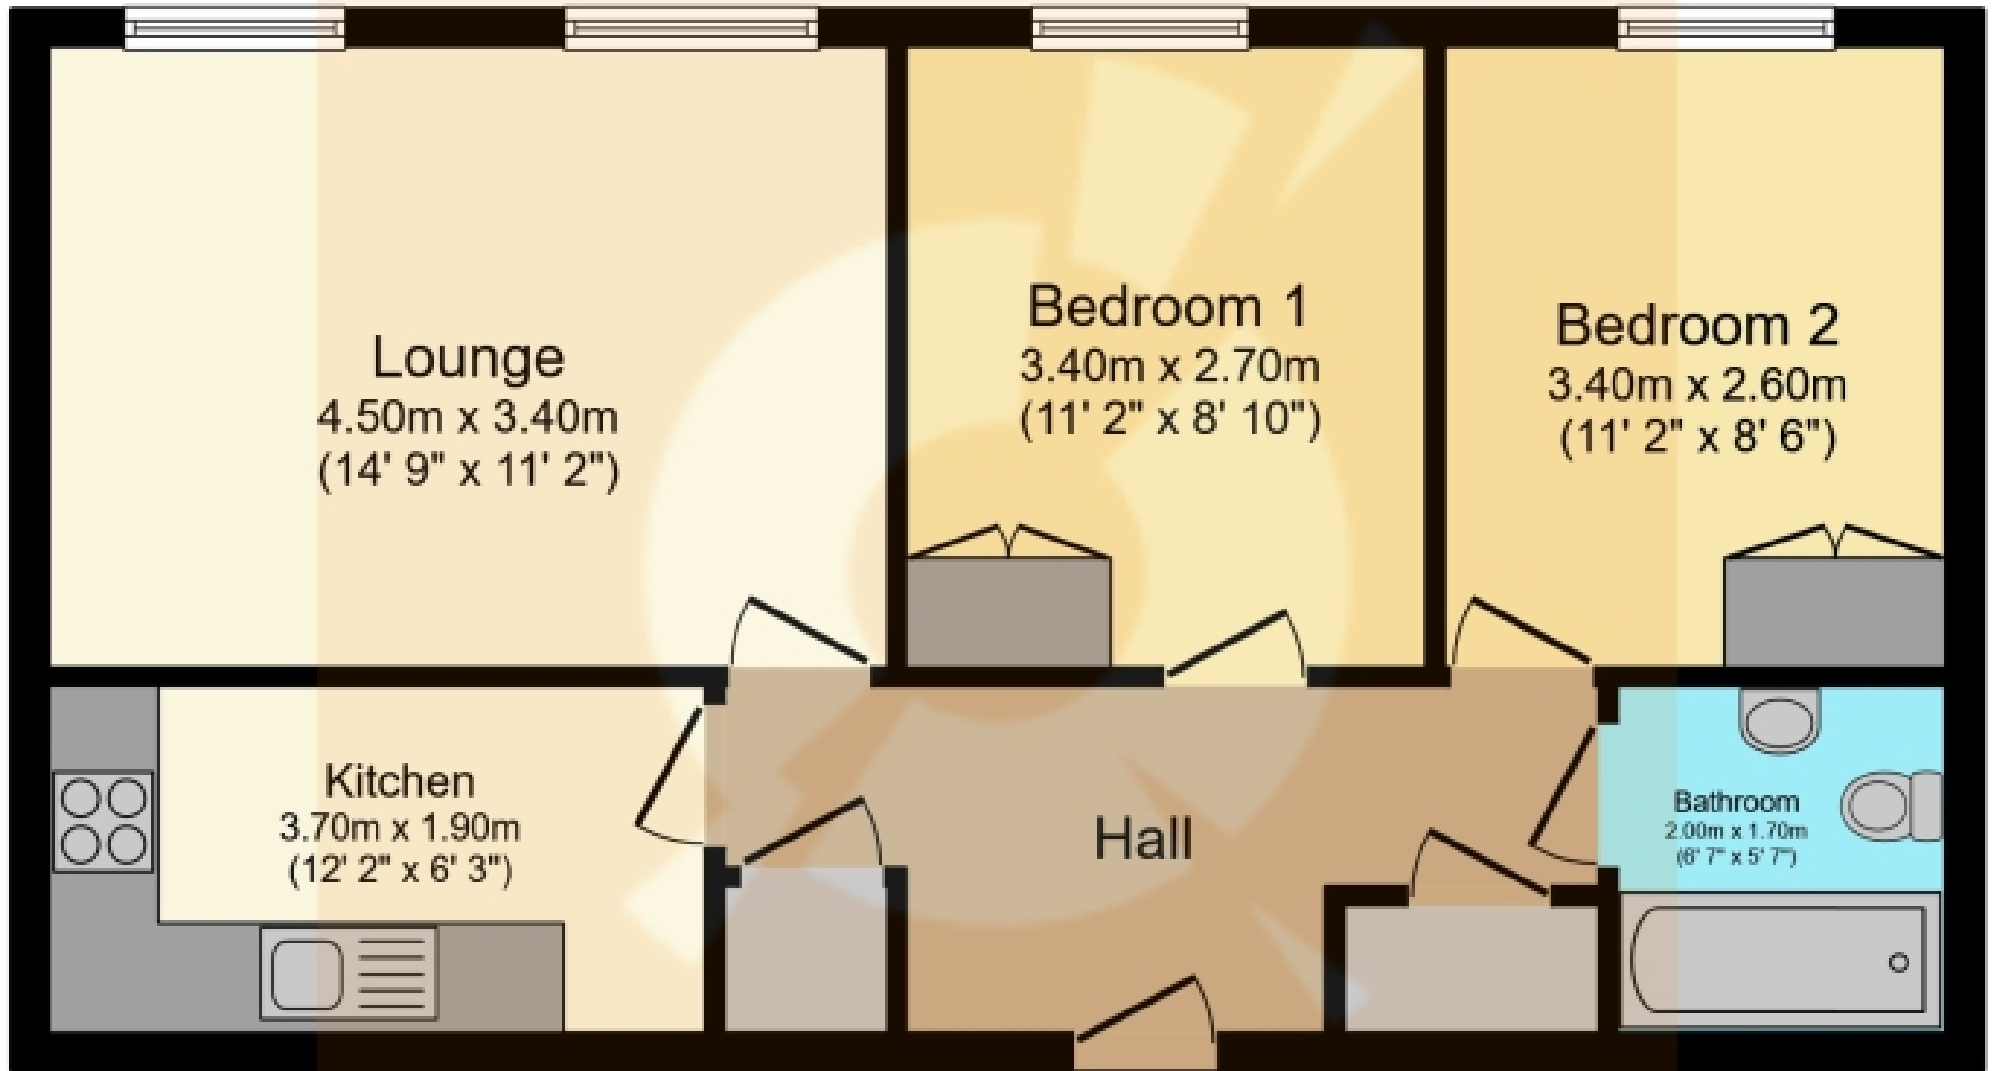 Lounge
4.50m x 3.40m
(14' 9" x 11' 2")
Bedroom 1
3.40m x 2.70m
(11' 2" x 8' 10")
Bedroom 2
3.40m x 2.60m
(11' 2" x 8' 6")
Kitchen
3.70m x 1.90m
(12' 2" x 6' 3")
Hall
Bathroom
2.00m x 1.70m
(6' 7" x 5' 7")